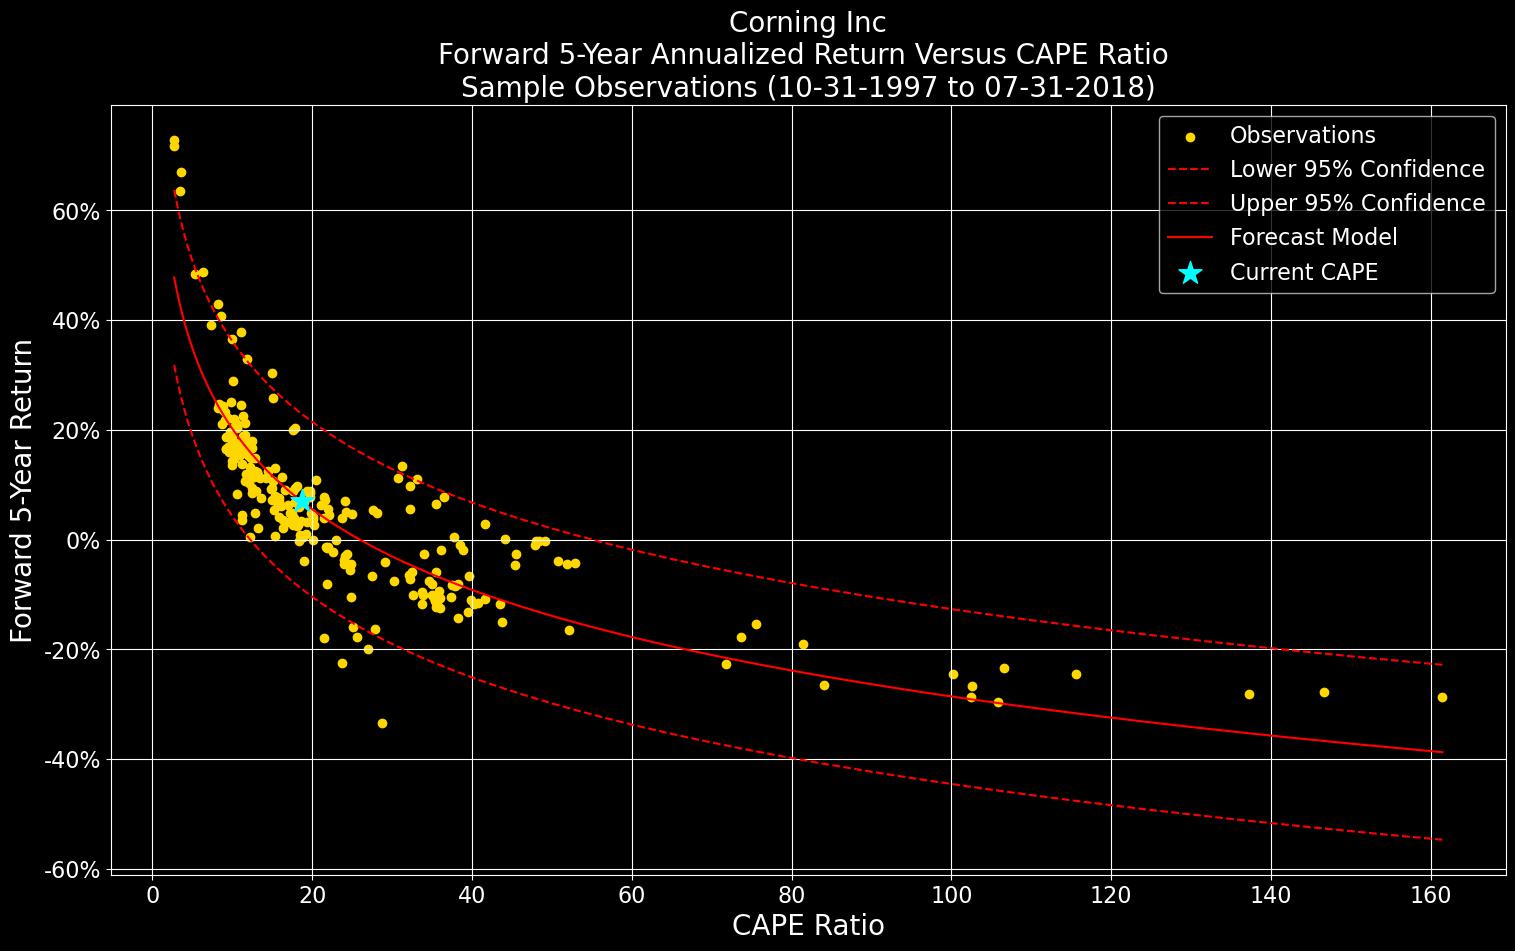 Corning Inc
Forward 5-Year Annualized Return Versus CAPE Ratio
Sample Observations (10-31-1997 to 07-31-2018)
Observations
Lower 95% Confidence
Upper 95% Confidence
Forecast Model
Current CAPE
Forward 5-Year Return
60%
40%
20%
0%
-20%
-40%
-60%
0 20 40 60 80 100 120 140 160
CAPE Ratio